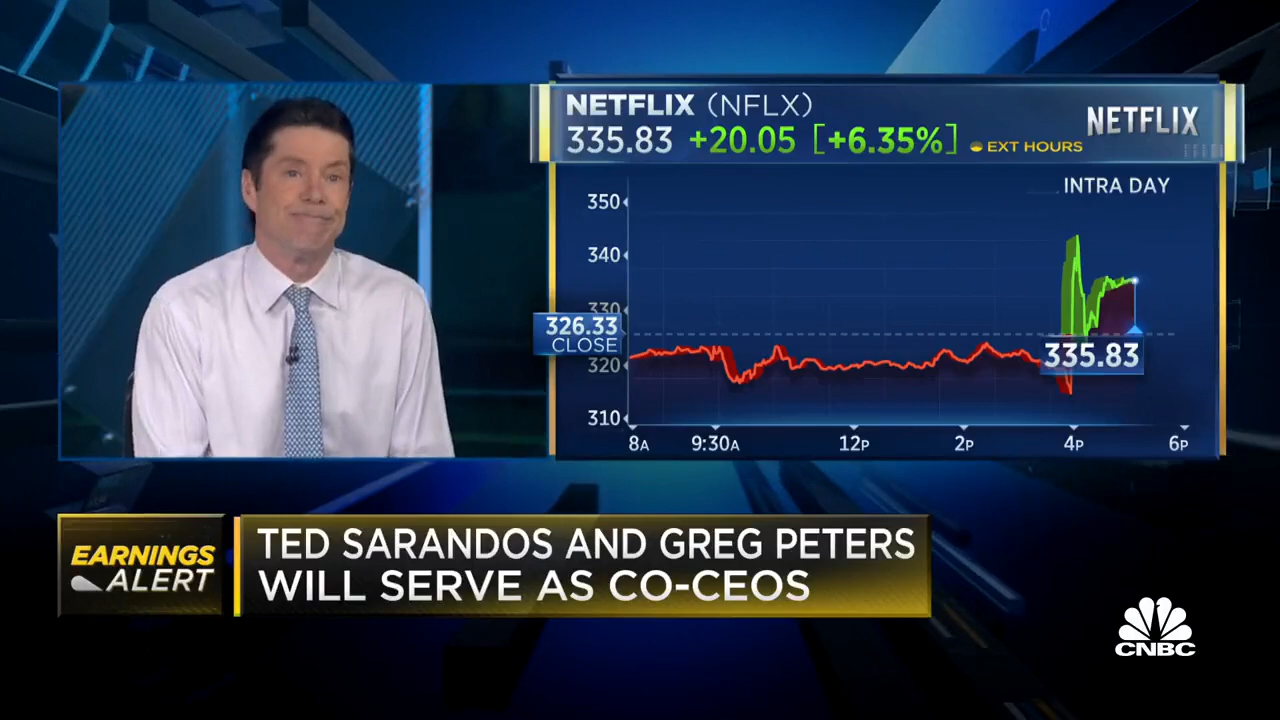 NETFLIX (NFLX)
335.83 +20.05 [+6.35%] EXT HOURS
NETFLIX
INTRA DAY
350
340
330
326.33
CLOSE
320
310
335.83
8A 9:30A 12P 2P 4P 6P
EARNINGS
ALERT
TED SARANDOS AND GREG PETERS
WILL SERVE AS CO-CEOS
CNBC